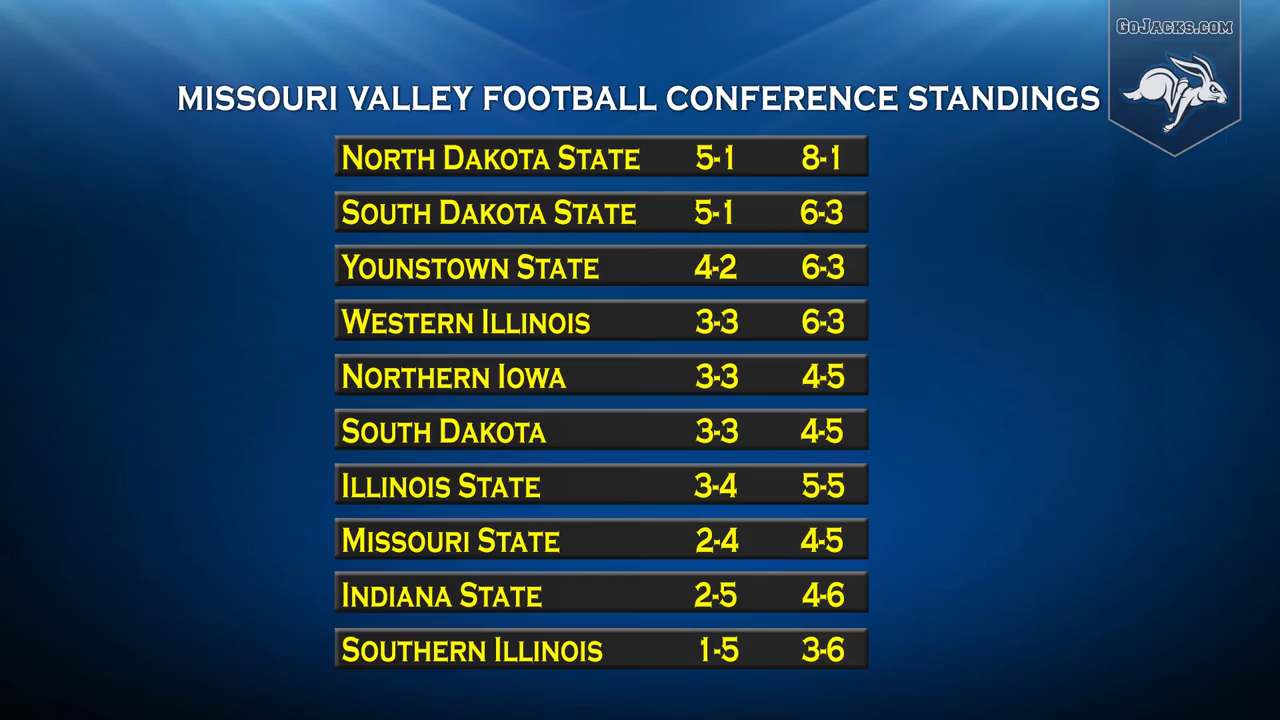 GoJacks.com
Missouri Valley Football Conference Standings
North Dakota State 5-1 8-1
South Dakota State 5-1 6-3
Younstown State 4-2 6-3
Western Illinois 3-3 6-3
Northern Iowa 3-3 4-5
South Dakota 3-3 4-5
Illinois State 3-4 5-5
Missouri State 2-4 4-5
Indiana State 2-5 4-6
Southern Illinois 1-5 3-6